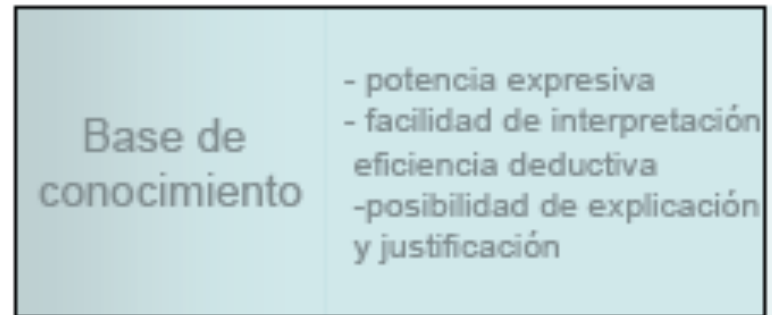 Base de
conocimiento
- potencia expresiva
- facilidad de interpretación
eficiencia deductiva
-posibilidad de explicación
y justificación